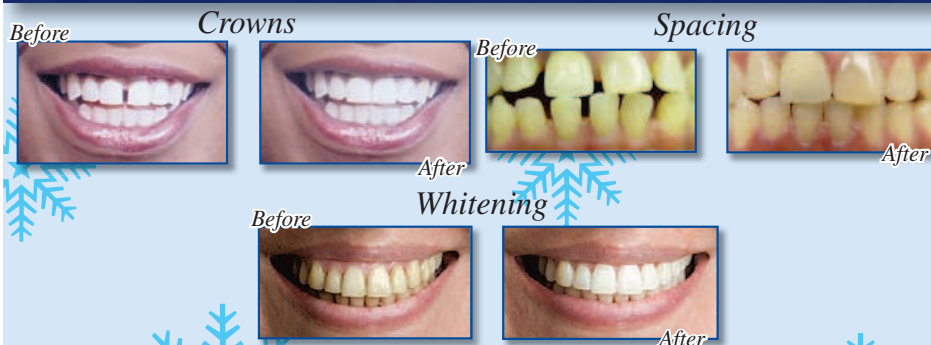 Crowns
Before
After
Spacing
Before
After
Whitening
Before
After